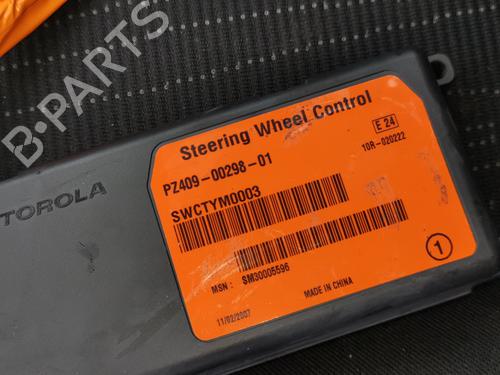 B-PARTS
Steering Wheel Control
E 24
PZ409-00298-01
10R-020222
SWCTYM0003
TOROLA
MSN : SM30005596
1
MADE IN CHINA
11/02/2007